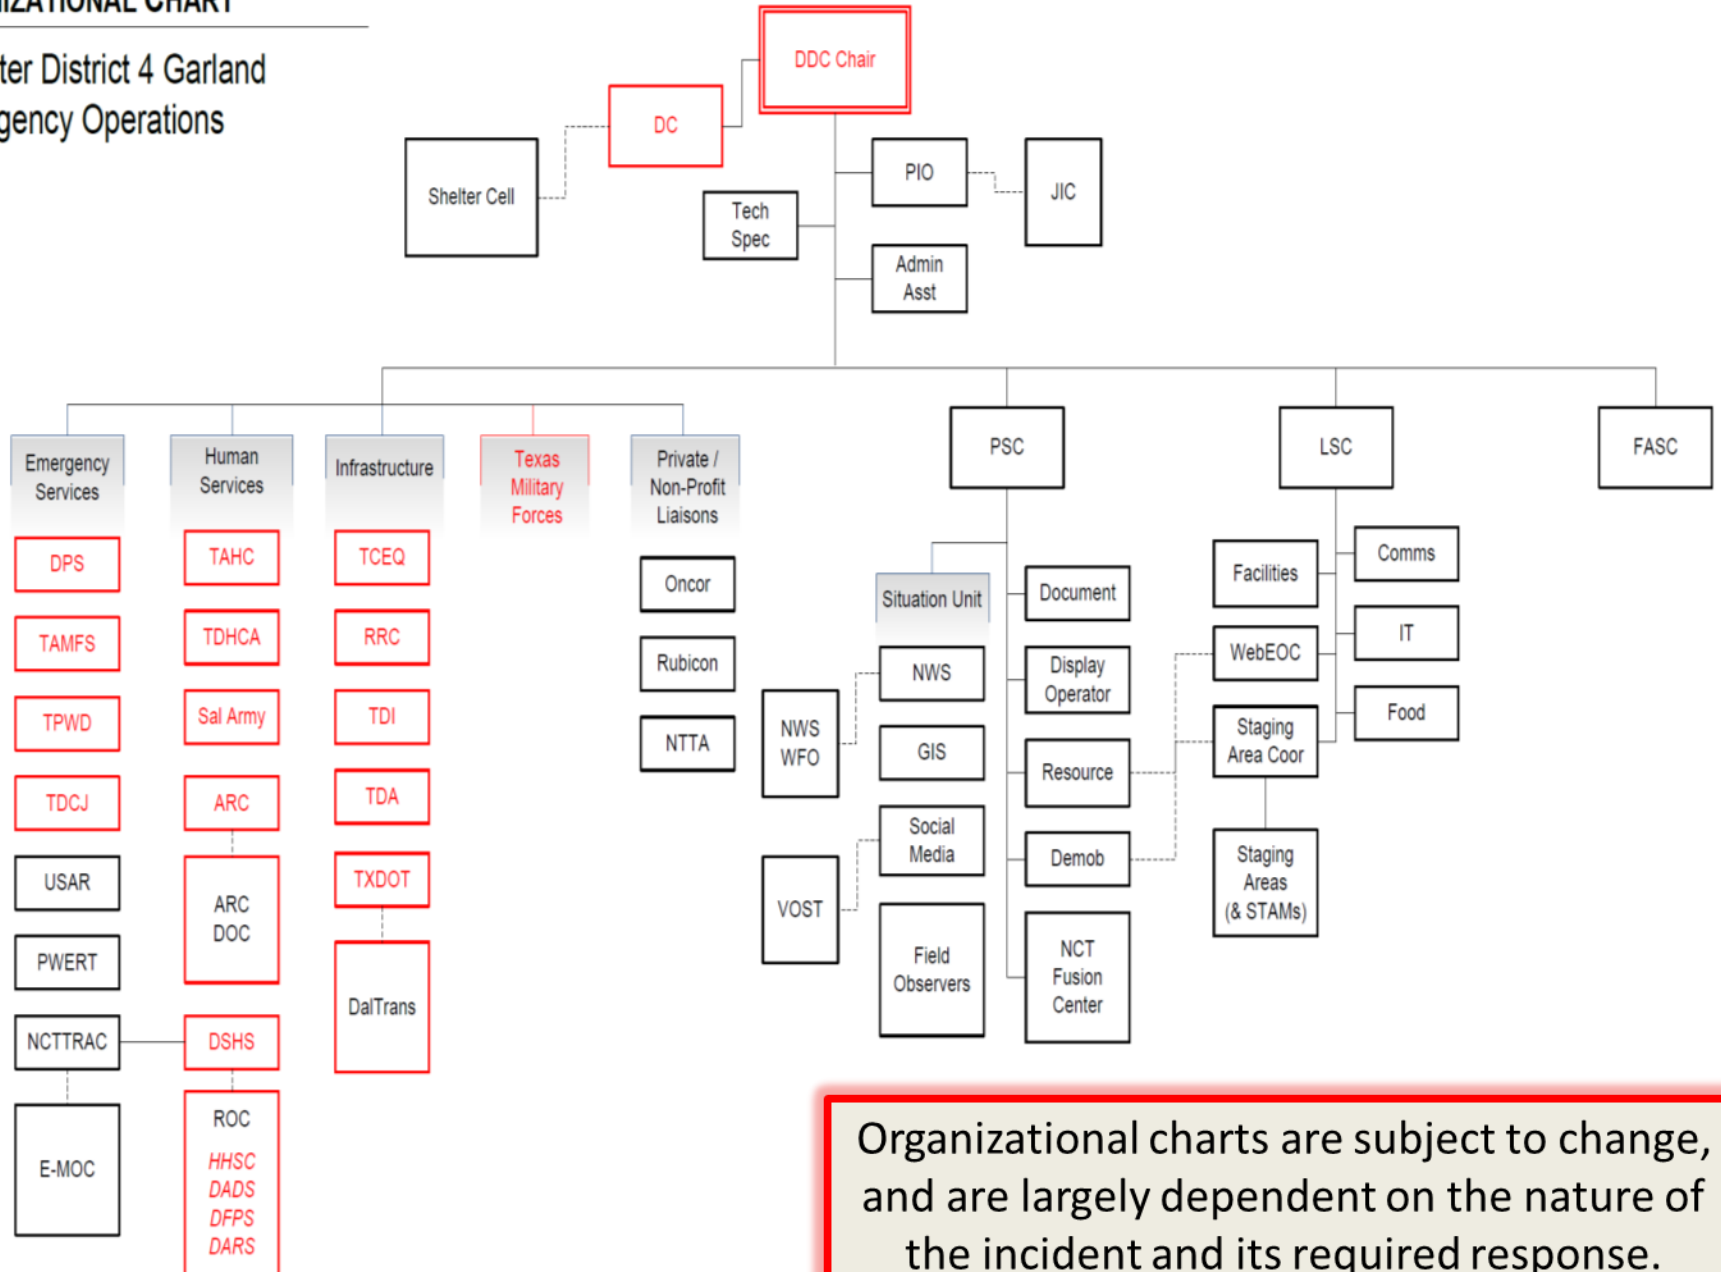 ter District 4 Garland
gency Operations
DDC Chair
DC
Shelter Cell
PIO
JIC
Tech
Spec
Admin
Asst
Emergency
Services
Human
Services
Infrastructure
Texas
Military
Forces
Private /
Non-Profit
Liaisons
PSC
LSC
FASC
DPS
TAMFS
TPWD
TDCJ
USAR
PWERT
NCTTRAC
E-MOC
TAHC
TDHCA
Sal Army
ARC
ARC
DOC
DSHS
ROC
HHSC
DADS
DFPS
DARS
TCEQ
RRC
TDI
TDA
TXDOT
DalTrans
Oncor
Rubicon
NTTA
Situation Unit
NWS
NWS
WFO
GIS
Social
Media
VOST
Field
Observers
Document
Display
Operator
Resource
Demob
NCT
Fusion
Center
Facilities
WebEOC
Staging
Area Coor
Staging
Areas
(& STAMs)
Comms
IT
Food
Organizational charts are subject to change,
and are largely dependent on the nature of
the incident and its required response.